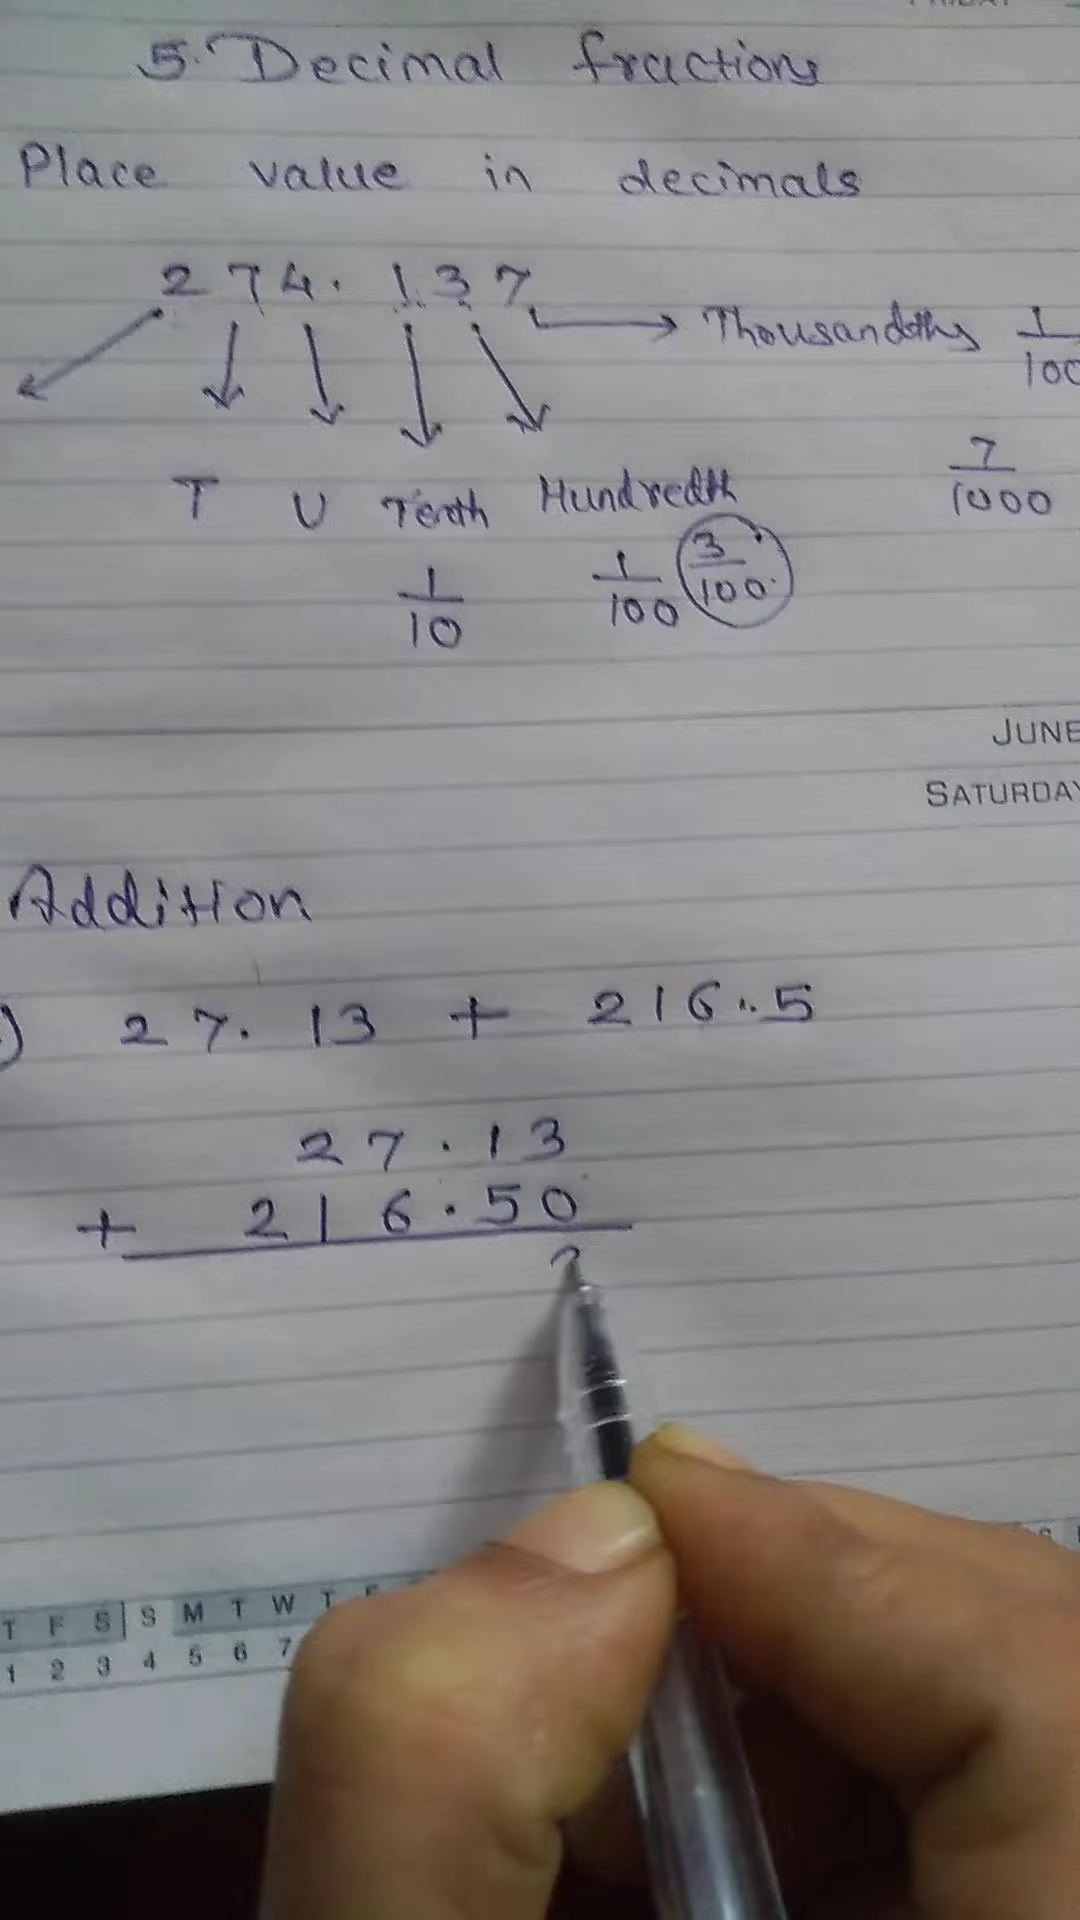 5. Decimal fractions
Place value in decimals
274.137
Thousandths 1/100
T U Tenth Hundredth 7/1000
1/10 1/100 3/100
JUNE
SATURDAY
Addition
) 27.13 + 216.5
27.13
+ 216.50
T F S S M T W T F
1 2 3 4 5 6 7